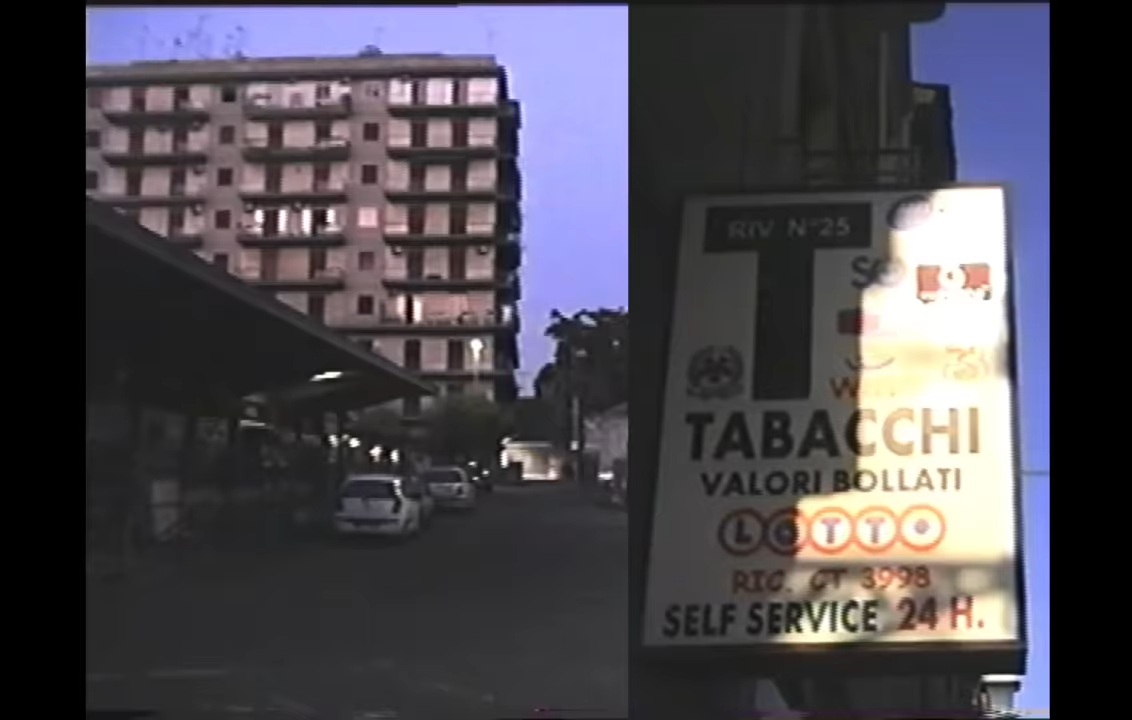 RIV. N°25
T
TABACCHI
VALORI BOLLATI
LOTTO
RIC. CT 3998
SELF SERVICE 24 H.